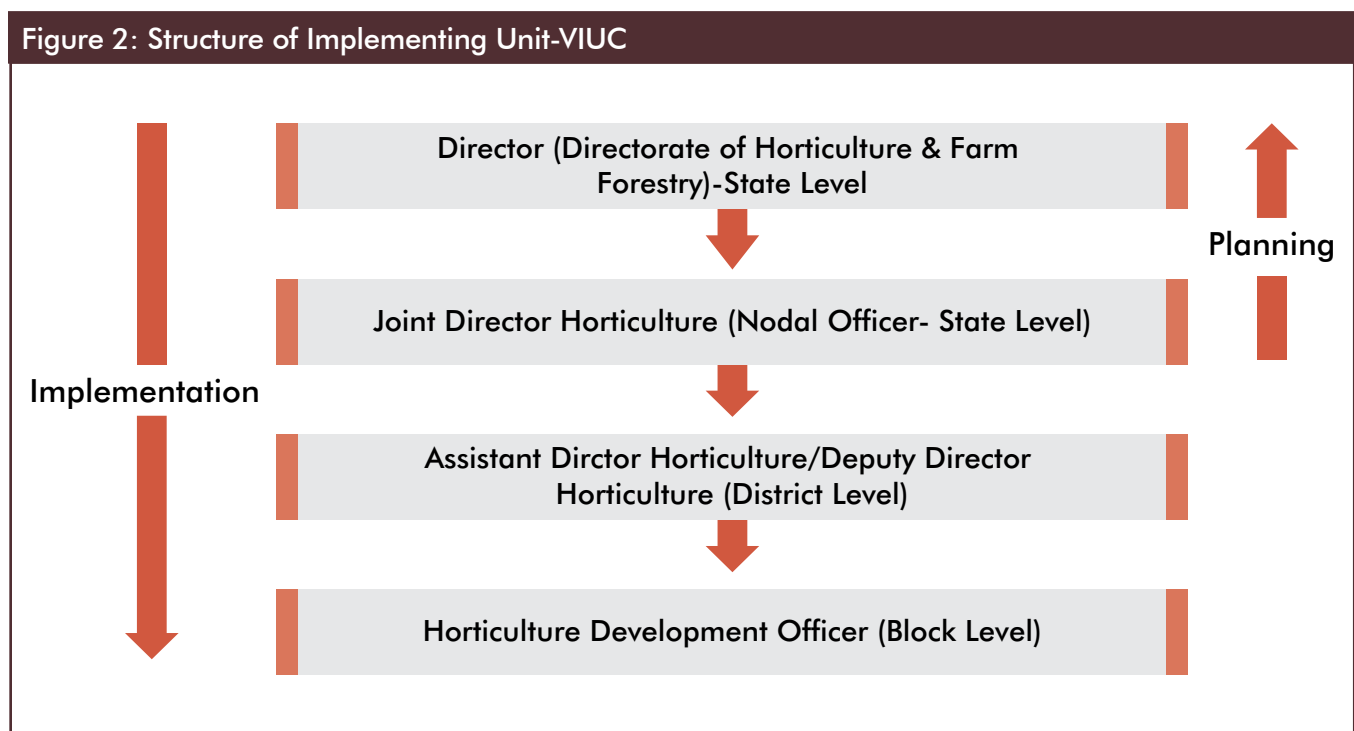 Figure 2: Structure of Implementing Unit-VIUC
Director (Directorate of Horticulture & Farm
Forestry)-State Level
Planning
Joint Director Horticulture (Nodal Officer- State Level)
Implementation
Assistant Dirctor Horticulture/Deputy Director
Horticulture (District Level)
Horticulture Development Officer (Block Level)